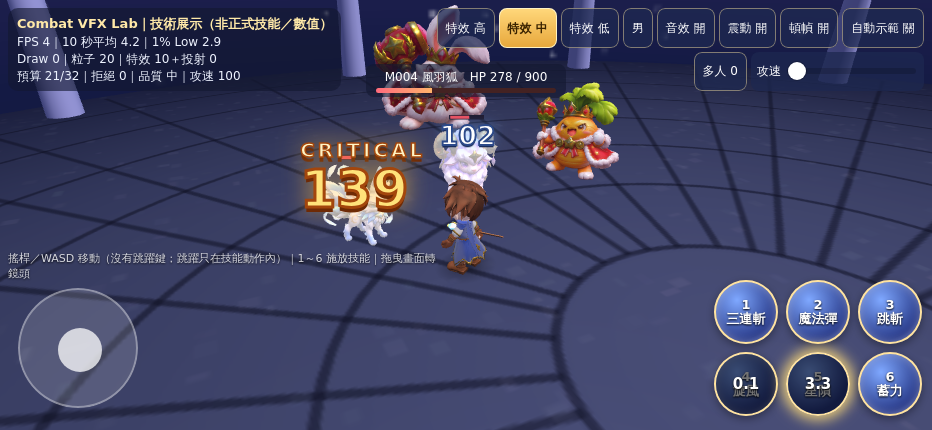 Combat VFX Lab｜技術展示（非正式技能／數值）
FPS 4｜10 秒平均 4.2｜1% Low 2.9
Draw 0｜粒子 20｜特效 10＋投射 0
預算 21/32｜拒絕 0｜品質 中｜攻速 100
特效 高
特效 中
特效 低
男
音效 開
震動 開
頓幀 開
自動示範 關
多人 0
攻速
M004 風羽狐 HP 278 / 900
102
CRITICAL
139
搖桿／WASD 移動（沒有跳躍鍵；跳躍只在技能動作內）｜1～6 施放技能｜拖曳畫面轉
鏡頭
1
三連斬
2
魔法彈
3
跳斬
4
0.1
旋風
5
3.3
星隕
6
蓄力